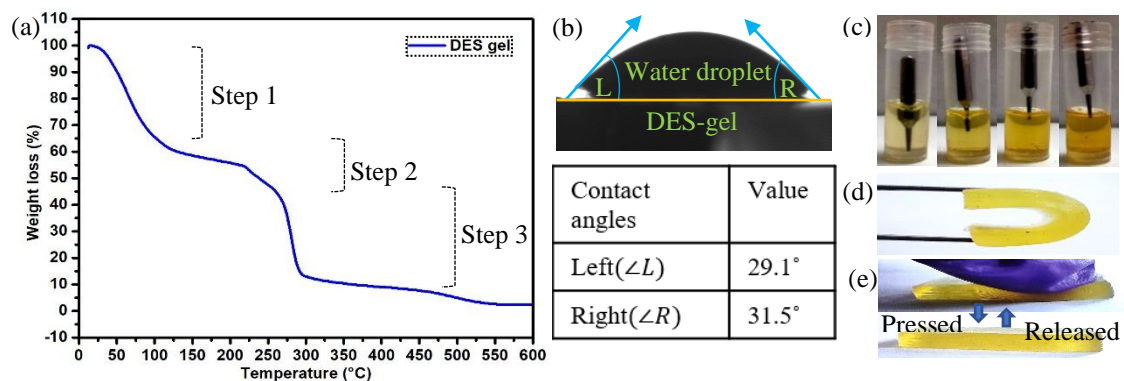 (a)
110
100
90
80
70
60
50
40
30
20
10
0
-10
Weight loss (%)
DES gel
Step 1
Step 2
Step 3
0 50 100 150 200 250 300 350 400 450 500 550 600
Temperature (°C)
(b)
Water droplet
L R
DES-gel
Contact angles Value
Left(∠L) 29.1°
Right(∠R) 31.5°
(c)
(d)
(e)
Pressed Released